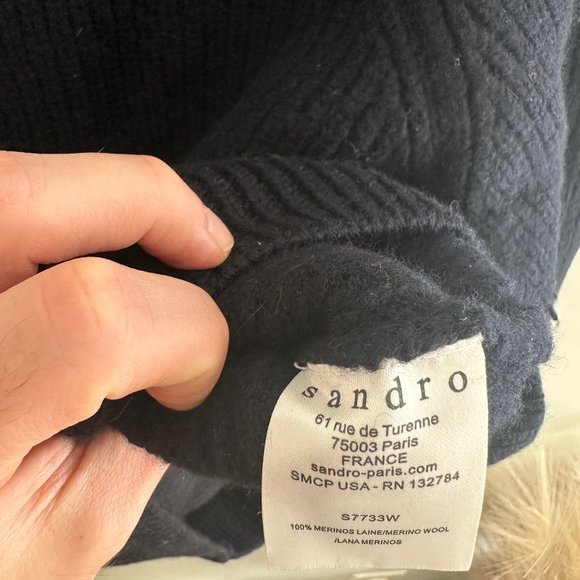 sandro
61 rue de Turenne
75003 Paris
FRANCE
sandro-paris.com
SMCP USA - RN 132784
S7733W
100% MERINOS LAINE/MERINO WOOL
/LANA MERINOS